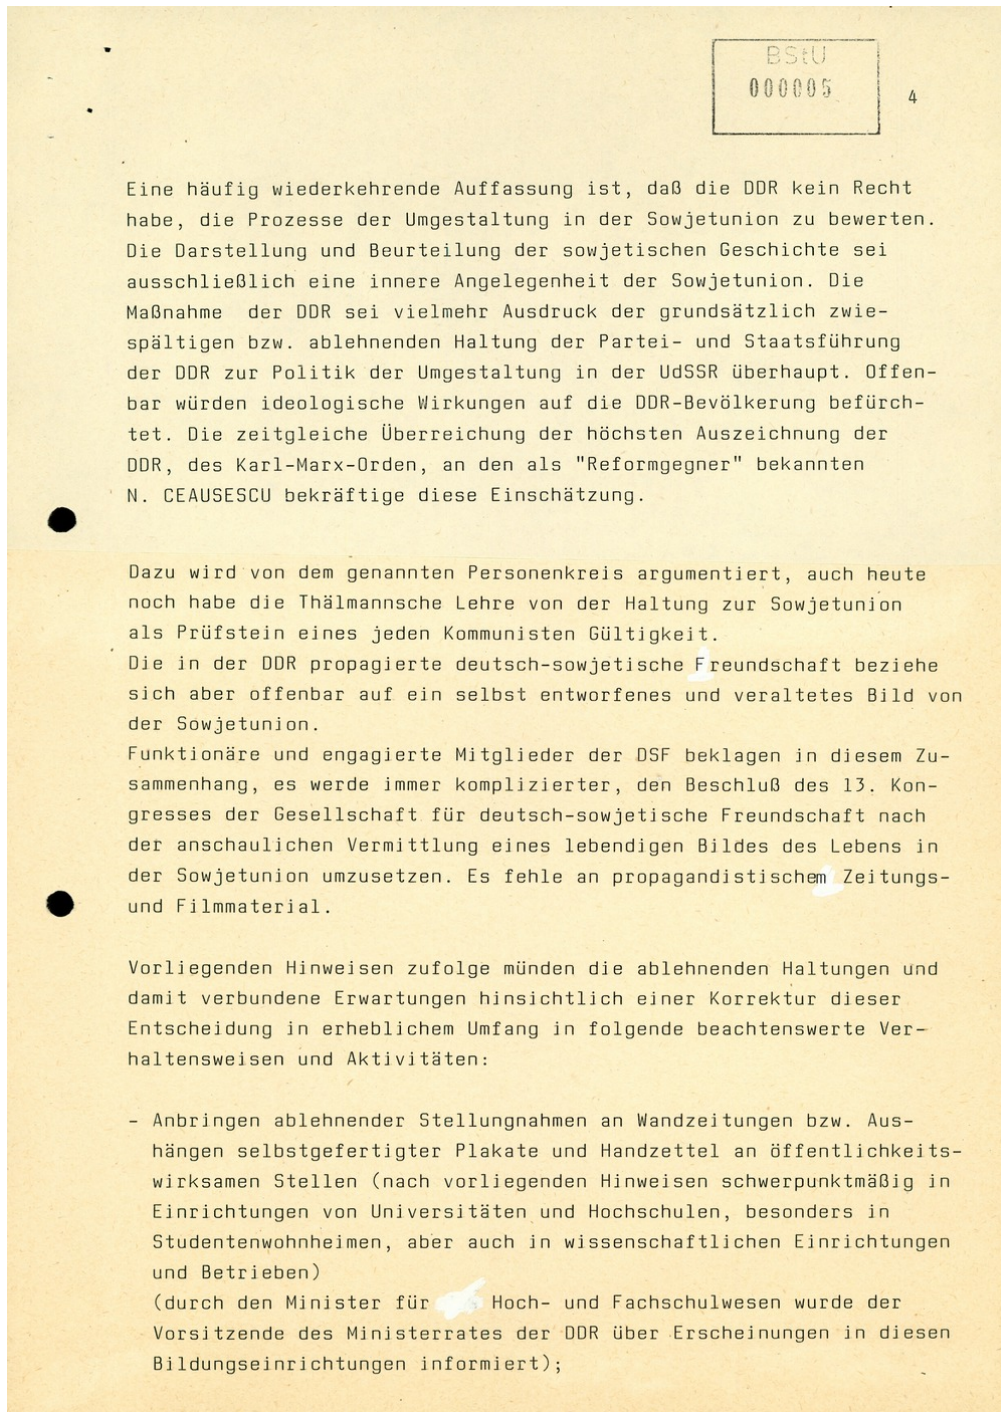 BStU
000005
4
Eine häufig wiederkehrende Auffassung ist, daß die DDR kein Recht
habe, die Prozesse der Umgestaltung in der Sowjetunion zu bewerten.
Die Darstellung und Beurteilung der sowjetischen Geschichte sei
ausschließlich eine innere Angelegenheit der Sowjetunion. Die
Maßnahme der DDR sei vielmehr Ausdruck der grundsätzlich zwie-
spältigen bzw. ablehnenden Haltung der Partei- und Staatsführung
der DDR zur Politik der Umgestaltung in der UdSSR überhaupt. Offen-
bar würden ideologische Wirkungen auf die DDR-Bevölkerung befürch-
tet. Die zeitgleiche Überreichung der höchsten Auszeichnung der
DDR, des Karl-Marx-Orden, an den als "Reformgegner" bekannten
N. CEAUSESCU bekräftige diese Einschätzung.
Dazu wird von dem genannten Personenkreis argumentiert, auch heute
noch habe die Thälmannsche Lehre von der Haltung zur Sowjetunion
als Prüfstein eines jeden Kommunisten Gültigkeit.
Die in der DDR propagierte deutsch-sowjetische Freundschaft beziehe
sich aber offenbar auf ein selbst entworfenes und veraltetes Bild von
der Sowjetunion.
Funktionäre und engagierte Mitglieder der DSF beklagen in diesem Zu-
sammenhang, es werde immer komplizierter, den Beschluß des 13. Kon-
gresses der Gesellschaft für deutsch-sowjetische Freundschaft nach
der anschaulichen Vermittlung eines lebendigen Bildes des Lebens in
der Sowjetunion umzusetzen. Es fehle an propagandistischem Zeitungs-
und Filmmaterial.
Vorliegenden Hinweisen zufolge münden die ablehnenden Haltungen und
damit verbundene Erwartungen hinsichtlich einer Korrektur dieser
Entscheidung in erheblichem Umfang in folgende beachtenswerte Ver-
haltensweisen und Aktivitäten:
- Anbringen ablehnender Stellungnahmen an Wandzeitungen bzw. Aus-
hängen selbstgefertigter Plakate und Handzettel an öffentlichkeits-
wirksamen Stellen (nach vorliegenden Hinweisen schwerpunktmäßig in
Einrichtungen von Universitäten und Hochschulen, besonders in
Studentenwohnheimen, aber auch in wissenschaftlichen Einrichtungen
und Betrieben)
(durch den Minister für Hoch- und Fachschulwesen wurde der
Vorsitzende des Ministerrates der DDR über Erscheinungen in diesen
Bildungseinrichtungen informiert);